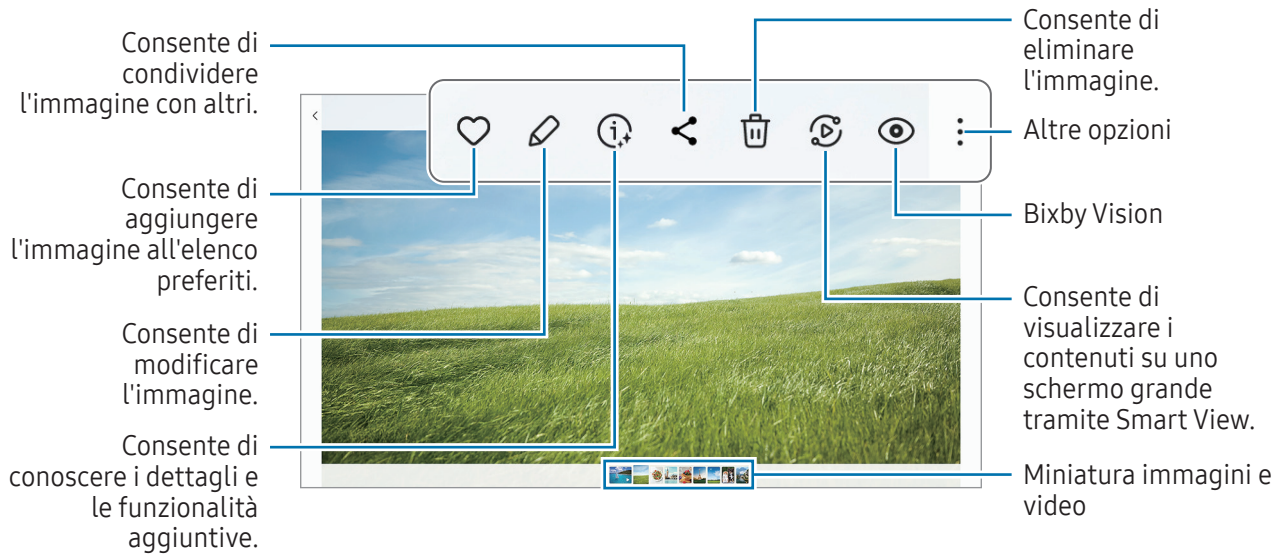 Consente di
condividere
l'immagine con altri.
Consente di
aggiungere
l'immagine all'elenco
preferiti.
Consente di
modificare
l'immagine.
Consente di
conoscere i dettagli e
le funzionalità
aggiuntive.
Consente di
eliminare
l'immagine.
Altre opzioni
Bixby Vision
Consente di
visualizzare i
contenuti su uno
schermo grande
tramite Smart View.
Miniatura immagini e
video